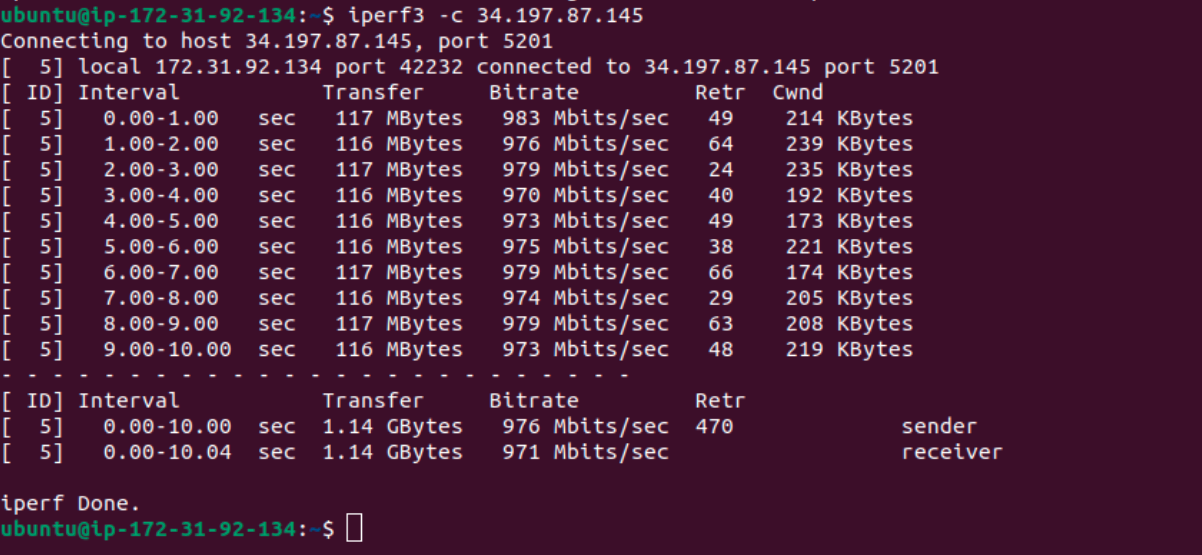 ubuntu@ip-172-31-92-134:~$ iperf3 -c 34.197.87.145
Connecting to host 34.197.87.145, port 5201
[  5] local 172.31.92.134 port 42232 connected to 34.197.87.145 port 5201
[ ID] Interval           Transfer     Bitrate         Retr  Cwnd
[  5]   0.00-1.00   sec   117 MBytes   983 Mbits/sec   49    214 KBytes
[  5]   1.00-2.00   sec   116 MBytes   976 Mbits/sec   64    239 KBytes
[  5]   2.00-3.00   sec   117 MBytes   979 Mbits/sec   24    235 KBytes
[  5]   3.00-4.00   sec   116 MBytes   970 Mbits/sec   40    192 KBytes
[  5]   4.00-5.00   sec   116 MBytes   973 Mbits/sec   49    173 KBytes
[  5]   5.00-6.00   sec   116 MBytes   975 Mbits/sec   38    221 KBytes
[  5]   6.00-7.00   sec   117 MBytes   979 Mbits/sec   66    174 KBytes
[  5]   7.00-8.00   sec   116 MBytes   974 Mbits/sec   29    205 KBytes
[  5]   8.00-9.00   sec   117 MBytes   979 Mbits/sec   63    208 KBytes
[  5]   9.00-10.00  sec   116 MBytes   973 Mbits/sec   48    219 KBytes
- - - - - - - - - - - - - - - - - - - - - - - - -
[ ID] Interval           Transfer     Bitrate         Retr
[  5]   0.00-10.00  sec  1.14 GBytes   976 Mbits/sec  470             sender
[  5]   0.00-10.04  sec  1.14 GBytes   971 Mbits/sec                  receiver
iperf Done.
ubuntu@ip-172-31-92-134:~$